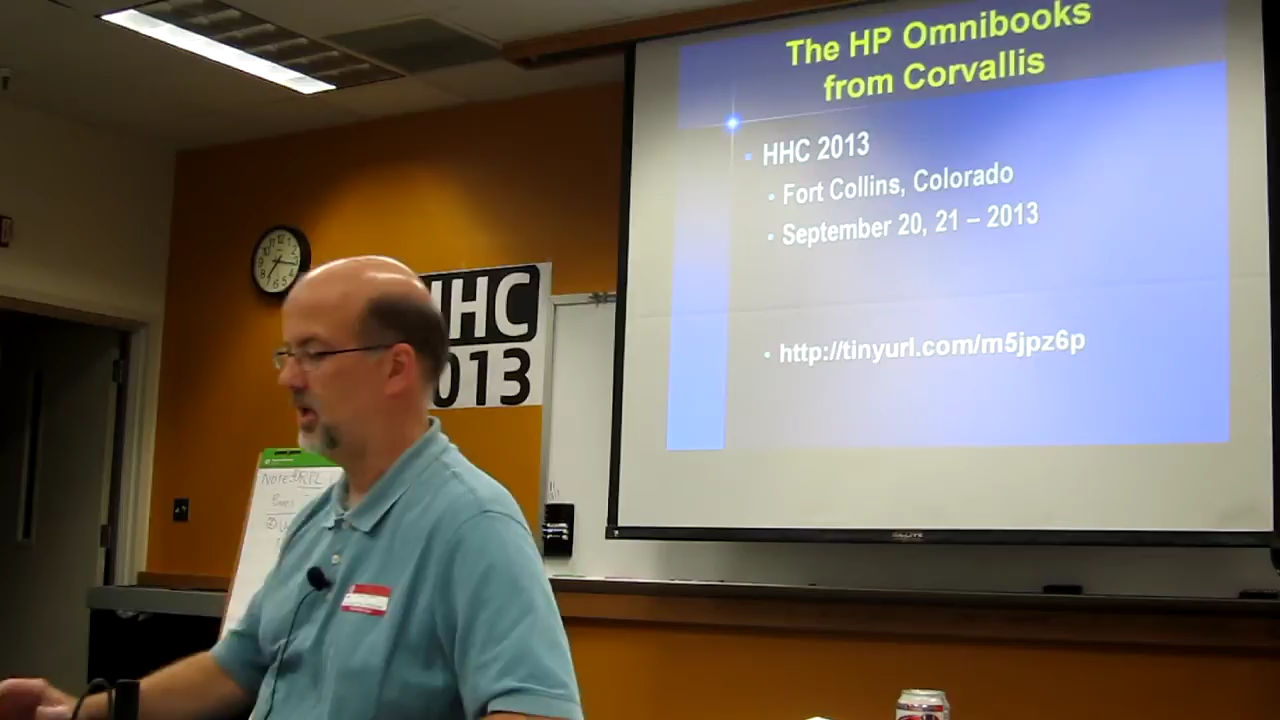 The HP Omnibooks
from Corvallis
HHC 2013
Fort Collins, Colorado
September 20, 21 – 2013
http://tinyurl.com/m5jpz6p
HHC
2013